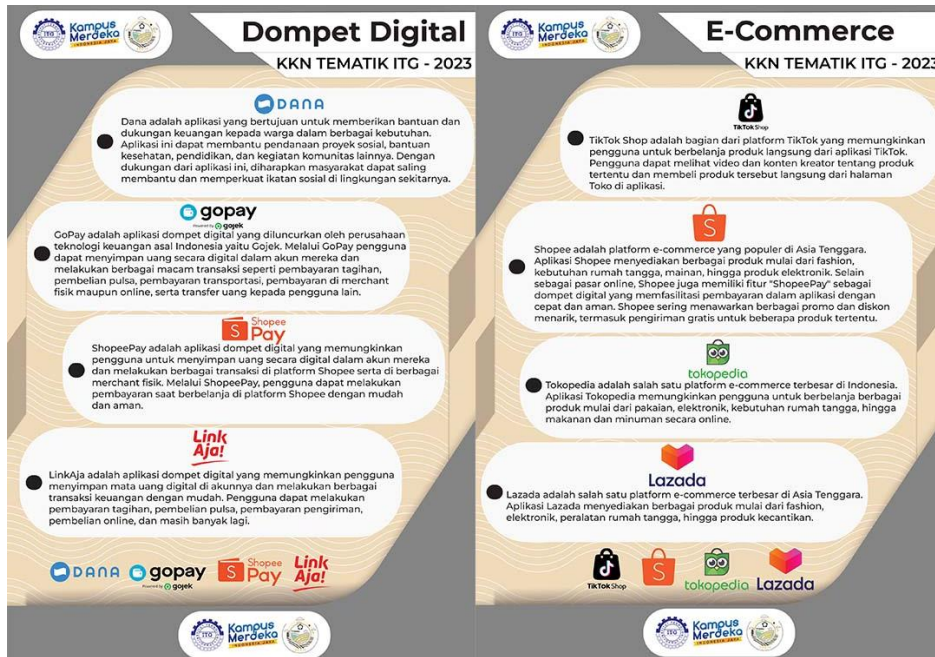 ITG
Kampus
Merdeka
INDONESIA JAYA
Dompet Digital
KKN TEMATIK ITG - 2023
DANA
Dana adalah aplikasi yang bertujuan untuk memberikan bantuan dan
dukungan keuangan kepada warga dalam berbagai kebutuhan.
Aplikasi ini dapat membantu pendanaan proyek sosial, bantuan
kesehatan, pendidikan, dan kegiatan komunitas lainnya. Dengan
dukungan dari aplikasi ini, diharapkan masyarakat dapat saling
membantu dan memperkuat ikatan sosial di lingkungan sekitarnya.
gopay
Powered by gojek
GoPay adalah aplikasi dompet digital yang diluncurkan oleh perusahaan
teknologi keuangan asal Indonesia yaitu Gojek. Melalui GoPay pengguna
dapat menyimpan uang secara digital dalam akun mereka dan
melakukan berbagai macam transaksi seperti pembayaran tagihan,
pembelian pulsa, pembayaran transportasi, pembayaran di merchant
fisik maupun online, serta transfer uang kepada pengguna lain.
Shopee
Pay
ShopeePay adalah aplikasi dompet digital yang memungkinkan
pengguna untuk menyimpan uang secara digital dalam akun mereka
dan melakukan berbagai transaksi di platform Shopee serta di berbagai
merchant fisik. Melalui ShopeePay, pengguna dapat melakukan
pembayaran saat berbelanja di platform Shopee dengan mudah
dan aman.
Link
Aja!
LinkAja adalah aplikasi dompet digital yang memungkinkan pengguna
menyimpan mata uang digital di akunnya dan melakukan berbagai
transaksi keuangan dengan mudah. Pengguna dapat melakukan
pembayaran tagihan, pembelian pulsa, pembayaran pengiriman,
pembelian online, dan masih banyak lagi.
DANA gopay Shopee Pay Link Aja!
Powered by gojek
ITG
Kampus
Merdeka
INDONESIA JAYA
ITG
Kampus
Merdeka
INDONESIA JAYA
E-Commerce
KKN TEMATIK ITG - 2023
TikTok Shop
TikTok Shop adalah bagian dari platform TikTok yang memungkinkan
pengguna untuk berbelanja produk langsung dari aplikasi TikTok.
Pengguna dapat melihat video dan konten kreator tentang produk
tertentu dan membeli produk tersebut langsung dari halaman
Toko di aplikasi.
S
Shopee adalah platform e-commerce yang populer di Asia Tenggara.
Aplikasi Shopee menyediakan berbagai produk mulai dari fashion,
kebutuhan rumah tangga, mainan, hingga produk elektronik. Selain
sebagai pasar online, Shopee juga memiliki fitur "ShopeePay" sebagai
dompet digital yang memfasilitasi pembayaran dalam aplikasi dengan
cepat dan aman. Shopee sering menawarkan berbagai promo dan diskon
menarik, termasuk pengiriman gratis untuk beberapa produk tertentu.
tokopedia
Tokopedia adalah salah satu platform e-commerce terbesar di Indonesia.
Aplikasi Tokopedia memungkinkan pengguna untuk berbelanja berbagai
produk mulai dari pakaian, elektronik, kebutuhan rumah tangga, hingga
makanan dan minuman secara online.
Lazada
Lazada adalah salah satu platform e-commerce terbesar di Asia Tenggara.
Aplikasi Lazada menyediakan berbagai produk mulai dari fashion,
elektronik, peralatan rumah tangga, hingga produk kecantikan.
TikTok Shop S tokopedia Lazada
ITG
Kampus
Merdeka
INDONESIA JAYA